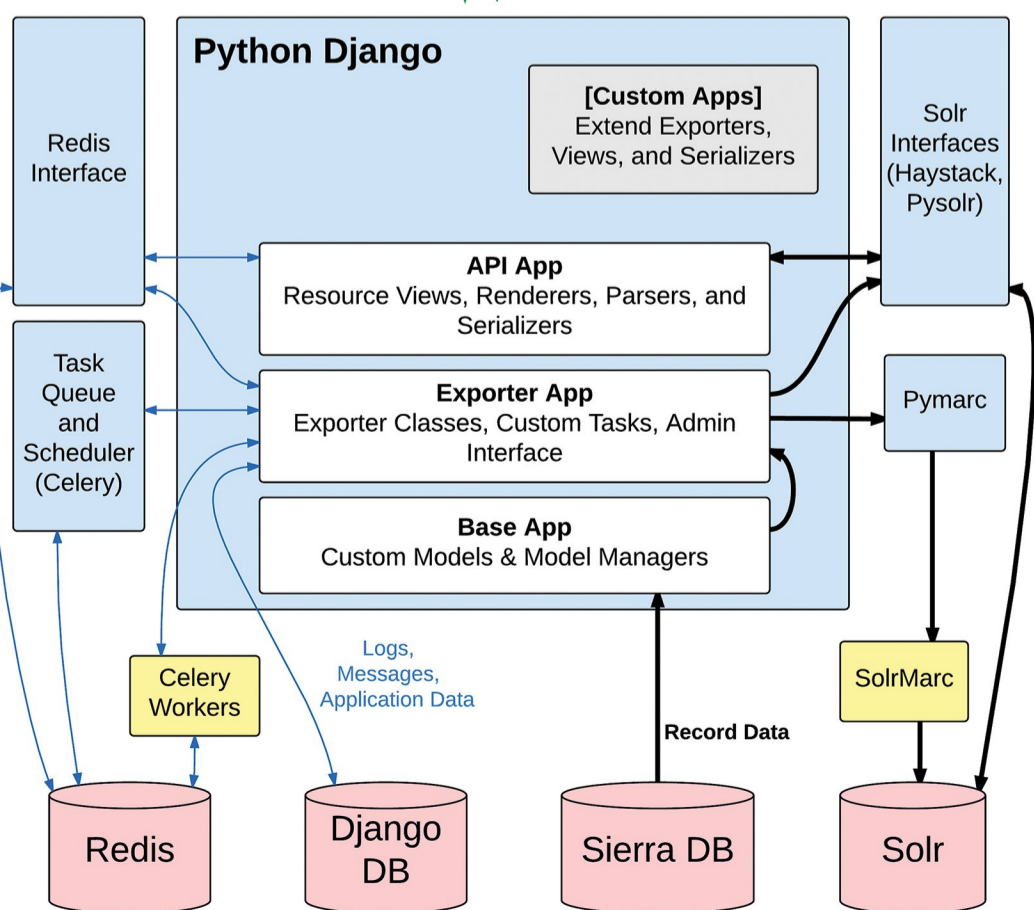 Python Django
Redis
Interface
[Custom Apps]
Extend Exporters,
Views, and Serializers
Solr
Interfaces
(Haystack,
Pysolr)
API App
Resource Views, Renderers, Parsers, and
Serializers
Task
Queue
and
Scheduler
(Celery)
Exporter App
Exporter Classes, Custom Tasks, Admin
Interface
Pymarc
Base App
Custom Models & Model Managers
Celery
Workers
Logs,
Messages,
Application Data
Record Data
SolrMarc
Redis
Django
DB
Sierra DB
Solr